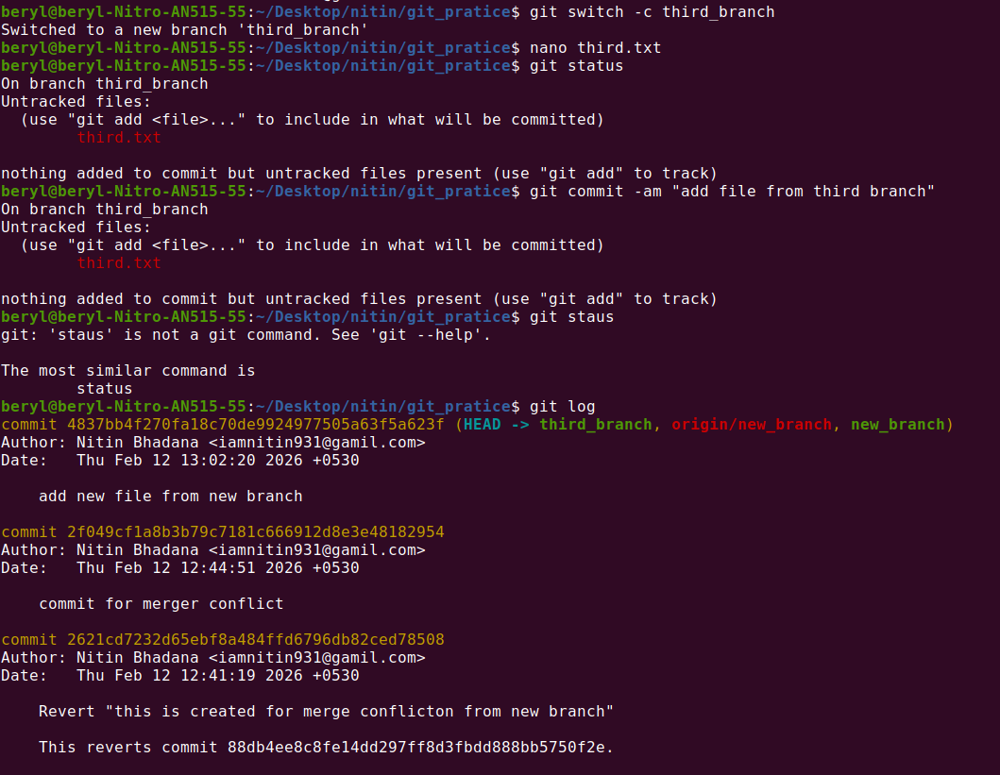 beryl@beryl-Nitro-AN515-55:~/Desktop/nitin/git_pratice$ git switch -c third_branch
Switched to a new branch 'third_branch'
beryl@beryl-Nitro-AN515-55:~/Desktop/nitin/git_pratice$ nano third.txt
beryl@beryl-Nitro-AN515-55:~/Desktop/nitin/git_pratice$ git status
On branch third_branch
Untracked files:
  (use "git add <file>..." to include in what will be committed)
        third.txt

nothing added to commit but untracked files present (use "git add" to track)
beryl@beryl-Nitro-AN515-55:~/Desktop/nitin/git_pratice$ git commit -am "add file from third branch"
On branch third_branch
Untracked files:
  (use "git add <file>..." to include in what will be committed)
        third.txt

nothing added to commit but untracked files present (use "git add" to track)
beryl@beryl-Nitro-AN515-55:~/Desktop/nitin/git_pratice$ git staus
git: 'staus' is not a git command. See 'git --help'.

The most similar command is
        status
beryl@beryl-Nitro-AN515-55:~/Desktop/nitin/git_pratice$ git log
commit 4837bb4f270fa18c70de9924977505a63f5a623f (HEAD -> third_branch, origin/new_branch, new_branch)
Author: Nitin Bhadana <iamnitin931@gamil.com>
Date:   Thu Feb 12 13:02:20 2026 +0530

    add new file from new branch

commit 2f049cf1a8b3b79c7181c666912d8e3e48182954
Author: Nitin Bhadana <iamnitin931@gamil.com>
Date:   Thu Feb 12 12:44:51 2026 +0530

    commit for merger conflict

commit 2621cd7232d65ebf8a484ffd6796db82ced78508
Author: Nitin Bhadana <iamnitin931@gamil.com>
Date:   Thu Feb 12 12:41:19 2026 +0530

    Revert "this is created for merge conflicton from new branch"

    This reverts commit 88db4ee8c8fe14dd297ff8d3fbdd888bb5750f2e.